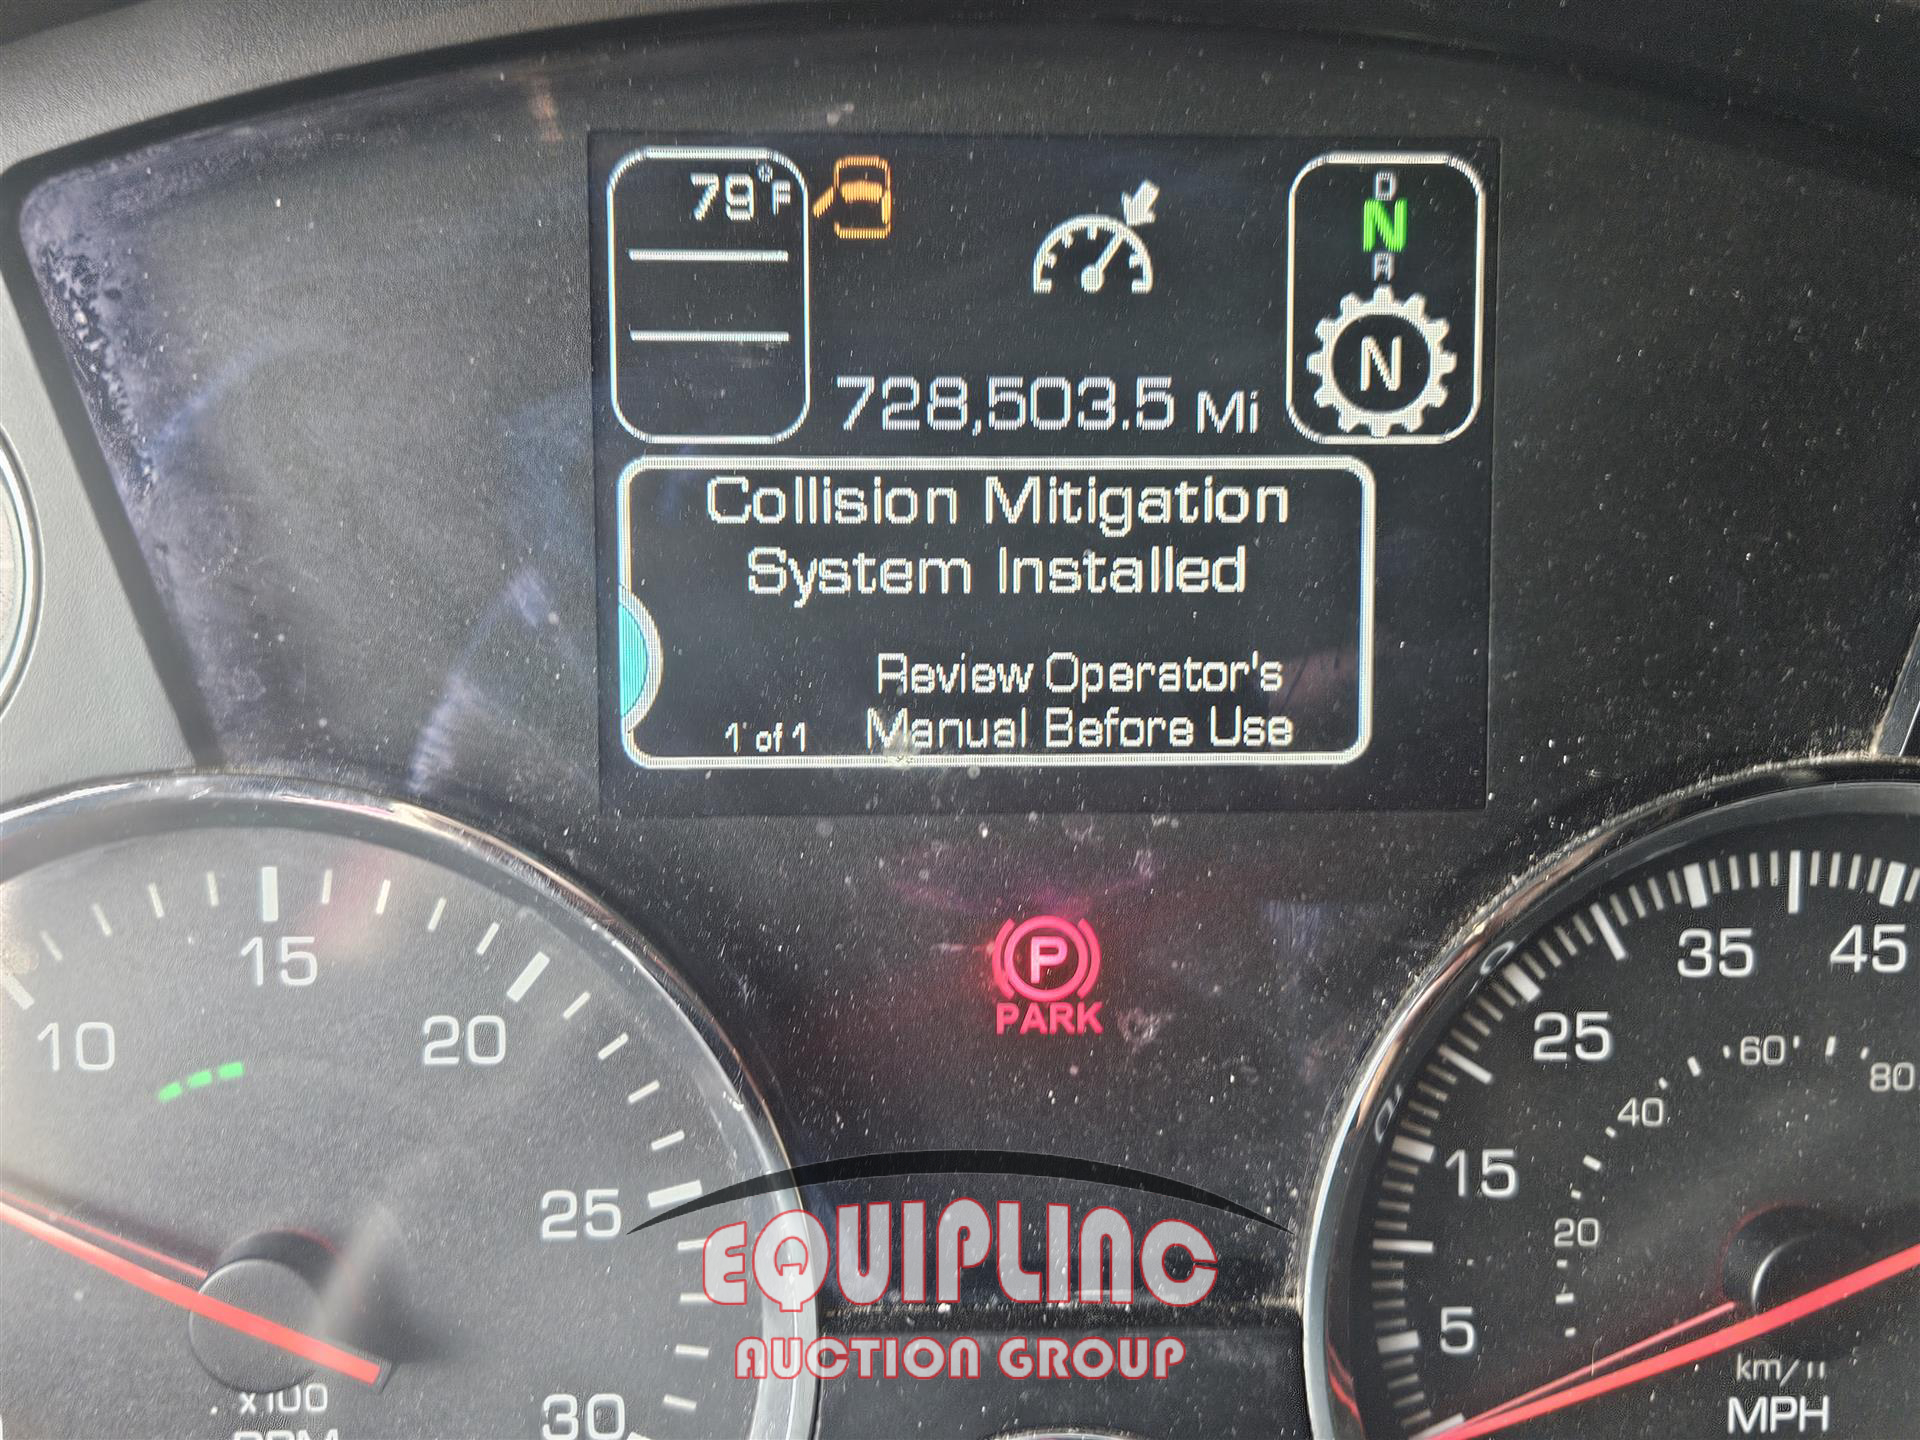 79°F
D
N
R
N
728,503.5 Mi
Collision Mitigation
System Installed
Review Operator's
1 of 1 Manual Before Use
P
PARK
10
15
20
25
30
x100
RPM
5
15
25
35
45
20
40
60
80
km/h
MPH
EQUIPLINC
AUCTION GROUP